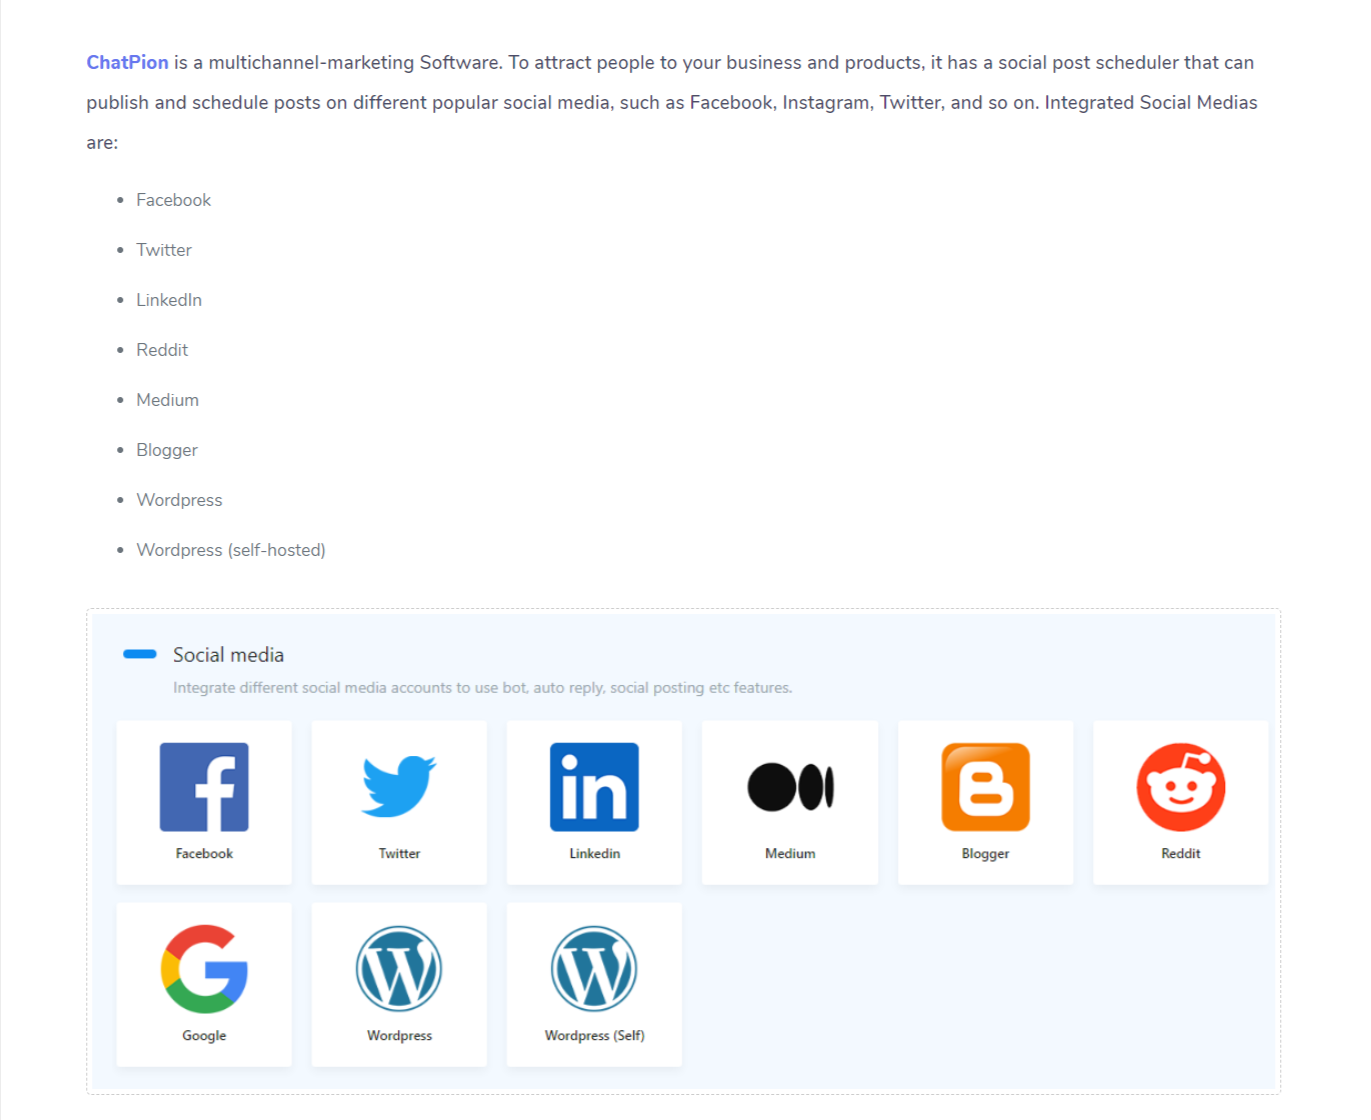 ChatPion is a multichannel-marketing Software. To attract people to your business and products, it has a social post scheduler that can
publish and schedule posts on different popular social media, such as Facebook, Instagram, Twitter, and so on. Integrated Social Medias
are:
• Facebook
• Twitter
• LinkedIn
• Reddit
• Medium
• Blogger
• Wordpress
• Wordpress (self-hosted)
Social media
Integrate different social media accounts to use bot, auto reply, social posting etc features.
Facebook
Twitter
Linkedin
Medium
Blogger
Reddit
Google
Wordpress
Wordpress (Self)